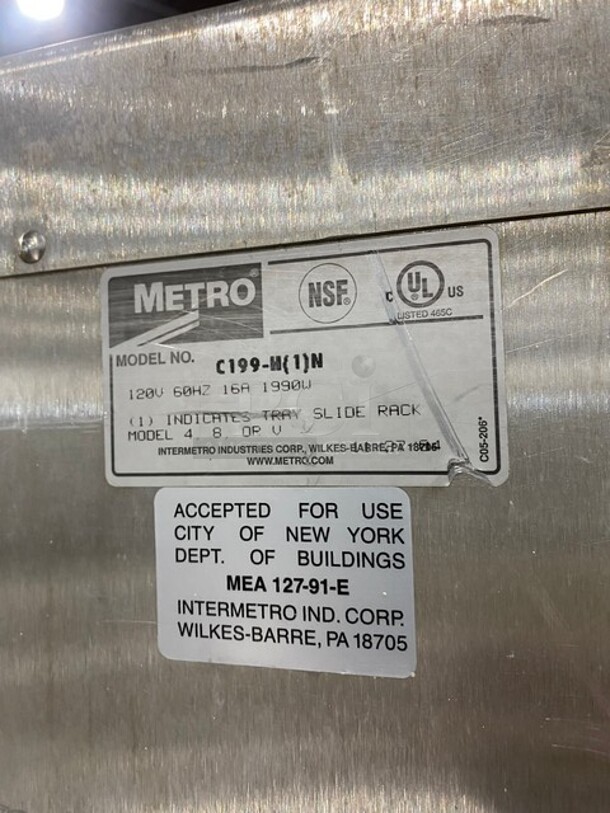 METRO®
NSF®
C UL® US
LISTED 465C
MODEL NO. C199-H(1)N
120V 60HZ 16A 1990W
(1) INDICATES TRAY SLIDE RACK
MODEL 4, 8, OR V
INTERMETRO INDUSTRIES CORP., WILKES-BARRE, PA 18705
WWW.METRO.COM
C05-206*
ACCEPTED FOR USE
CITY OF NEW YORK
DEPT. OF BUILDINGS
MEA 127-91-E
INTERMETRO IND. CORP.
WILKES-BARRE, PA 18705